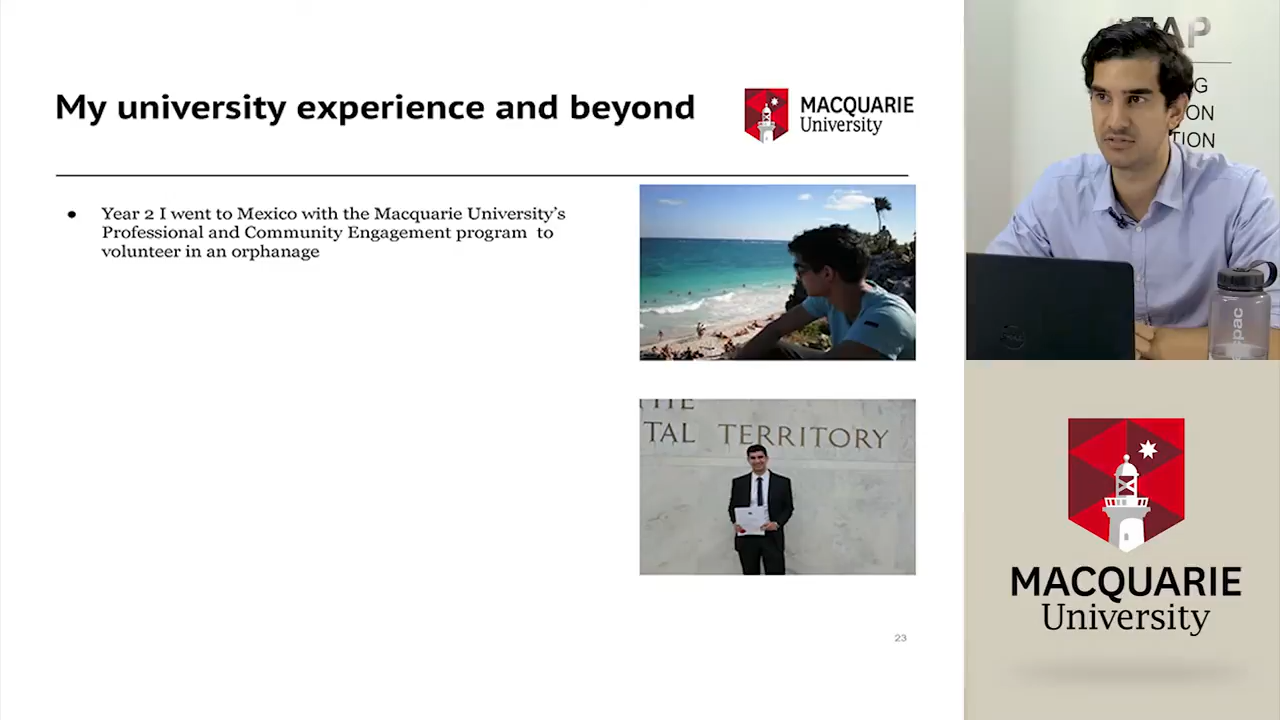 My university experience and beyond
MACQUARIE
University
• Year 2 I went to Mexico with the Macquarie University's
Professional and Community Engagement program to
volunteer in an orphanage
TAL TERRITORY
23
DELL
MACQUARIE
University